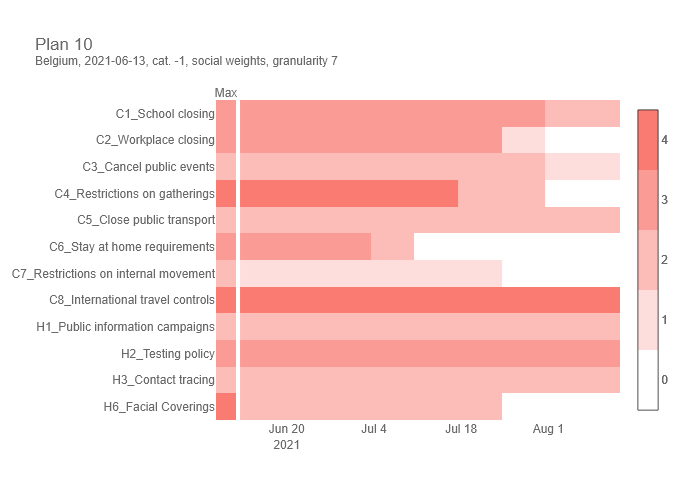 Plan 10
Belgium, 2021-06-13, cat. -1, social weights, granularity 7
Max
C1_School closing
C2_Workplace closing
C3_Cancel public events
C4_Restrictions on gatherings
C5_Close public transport
C6_Stay at home requirements
C7_Restrictions on internal movement
C8_International travel controls
H1_Public information campaigns
H2_Testing policy
H3_Contact tracing
H6_Facial Coverings
Jun 20
2021
Jul 4
Jul 18
Aug 1
4
3
2
1
0